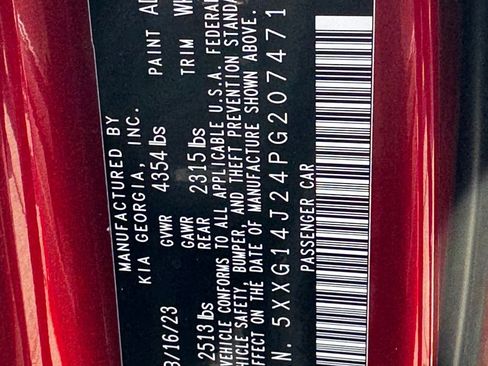 MANUFACTURED BY
KIA GEORGIA, INC.
3/16/23 GVWR 4354 lbs PAINT
2513 lbs GAWR REAR 2315 lbs TRIM
VEHICLE CONFORMS TO ALL APPLICABLE U.S.A. FEDERAL
VEHICLE SAFETY, BUMPER, AND THEFT PREVENTION STANDA
EFFECT ON THE DATE OF MANUFACTURE SHOWN ABOVE.
N. 5XXG14J24PG207471
PASSENGER CAR